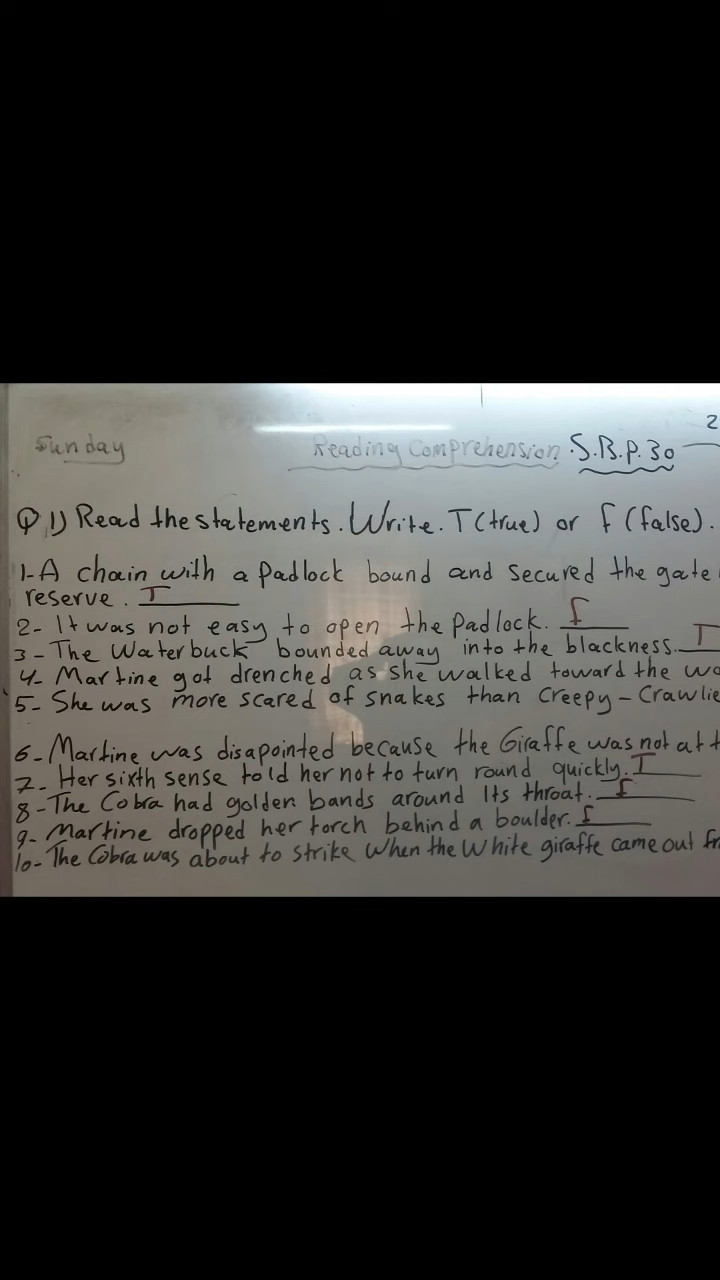 2
Sunday Reading Comprehension. S.B.P.30
Q1) Read the statements. Write. T(true) or f (false).
1-A chain with a padlock bound and secured the gate
reserve. T
2- It was not easy to open the Padlock. f
3- The Waterbuck bounded away into the blackness. T
4- Martine got drenched as she walked toward the
5- She was more scared of snakes than Creepy-Crawlie
6- Martine was disapointed because the Giraffe was not at
7- Her sixth sense told her not to turn round quickly. T
8-The Cobra had golden bands around Its throat. f
9- Martine dropped her torch behind a boulder. f
10- The Cobra was about to strike When the White giraffe came out